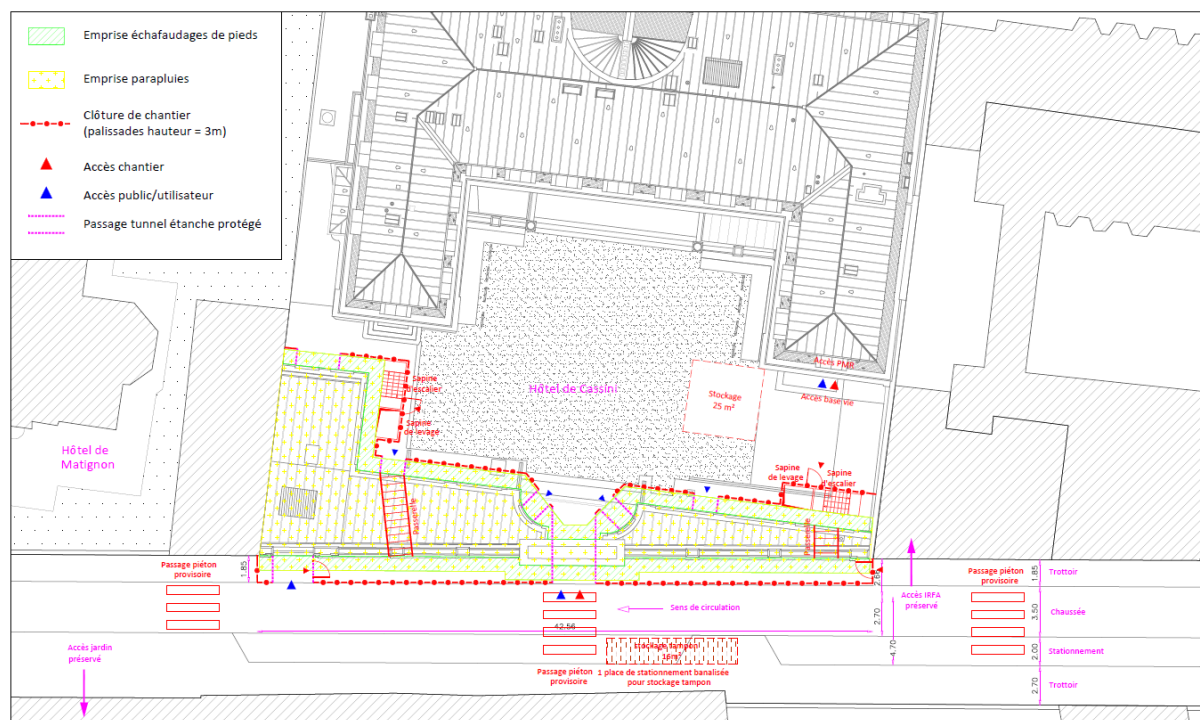 Emprise échafaudages de pieds
Emprise parapluies
Clôture de chantier
(palissades hauteur = 3m)
Accès chantier
Accès public/utilisateur
Passage tunnel étanche protégé
Accès PMR
Accès base vie
Sapine
d'escalier
Hôtel de Cassini
Stockage
25 m²
Sapine
de levage
Hôtel de
Matignon
Sapine
de levage
Sapine
d'escalier
Passerelle
Passerelle
Passage piéton
provisoire
1.85
2.68
Accès IRFA
préservé
Passage piéton
provisoire
1.85
Trottoir
Sens de circulation
2.70
3.50
Chaussée
42.56
4.70
Accès jardin
préservé
stockage tampon
16m²
2.00
Stationnement
Passage piéton
provisoire
1 place de stationnement banalisée
pour stockage tampon
2.70
Trottoir